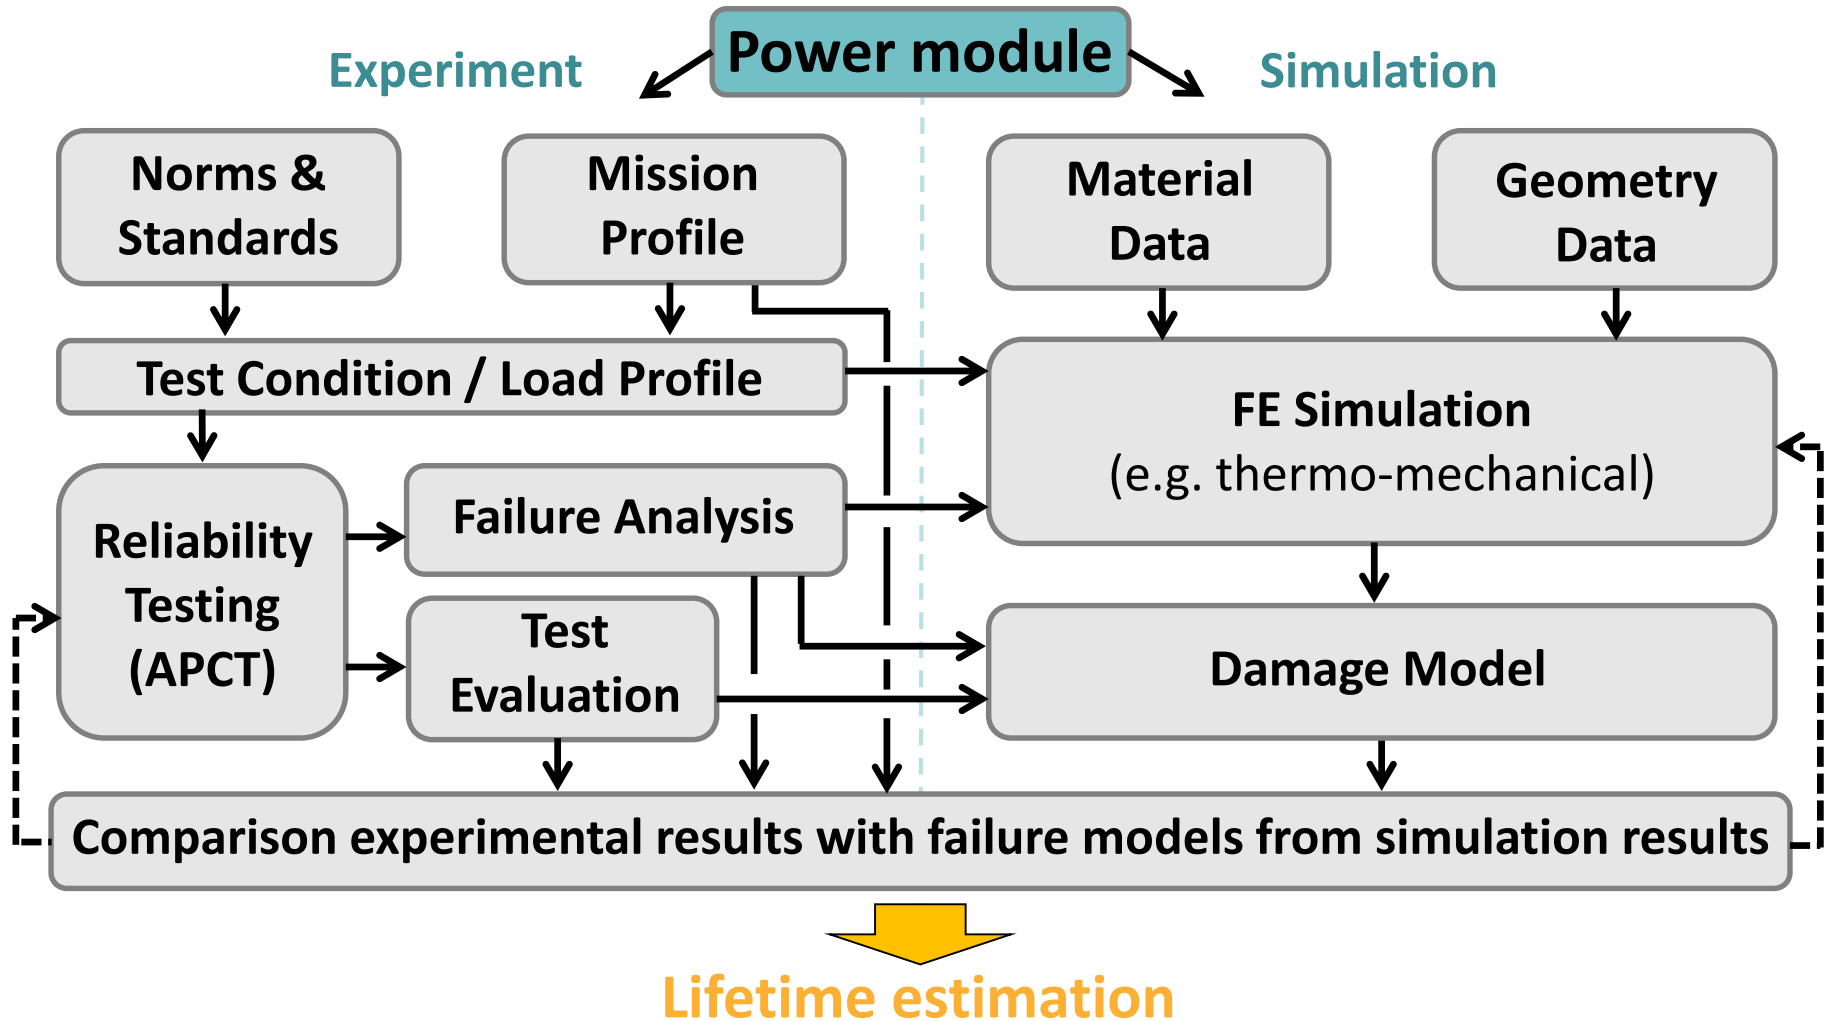 Power module
Experiment
Simulation
Norms &
Standards
Mission
Profile
Material
Data
Geometry
Data
Test Condition / Load Profile
FE Simulation
(e.g. thermo-mechanical)
Reliability
Testing
(APCT)
Failure Analysis
Test
Evaluation
Damage Model
Comparison experimental results with failure models from simulation results
Lifetime estimation